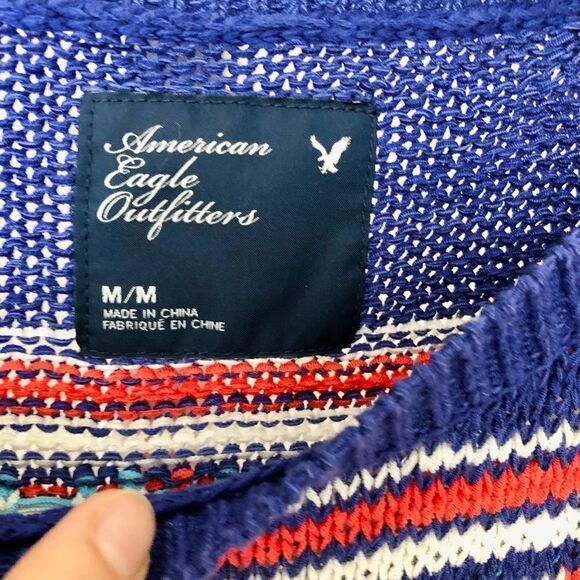 American
Eagle
Outfitters
M/M
MADE IN CHINA
FABRIQUÉ EN CHINE